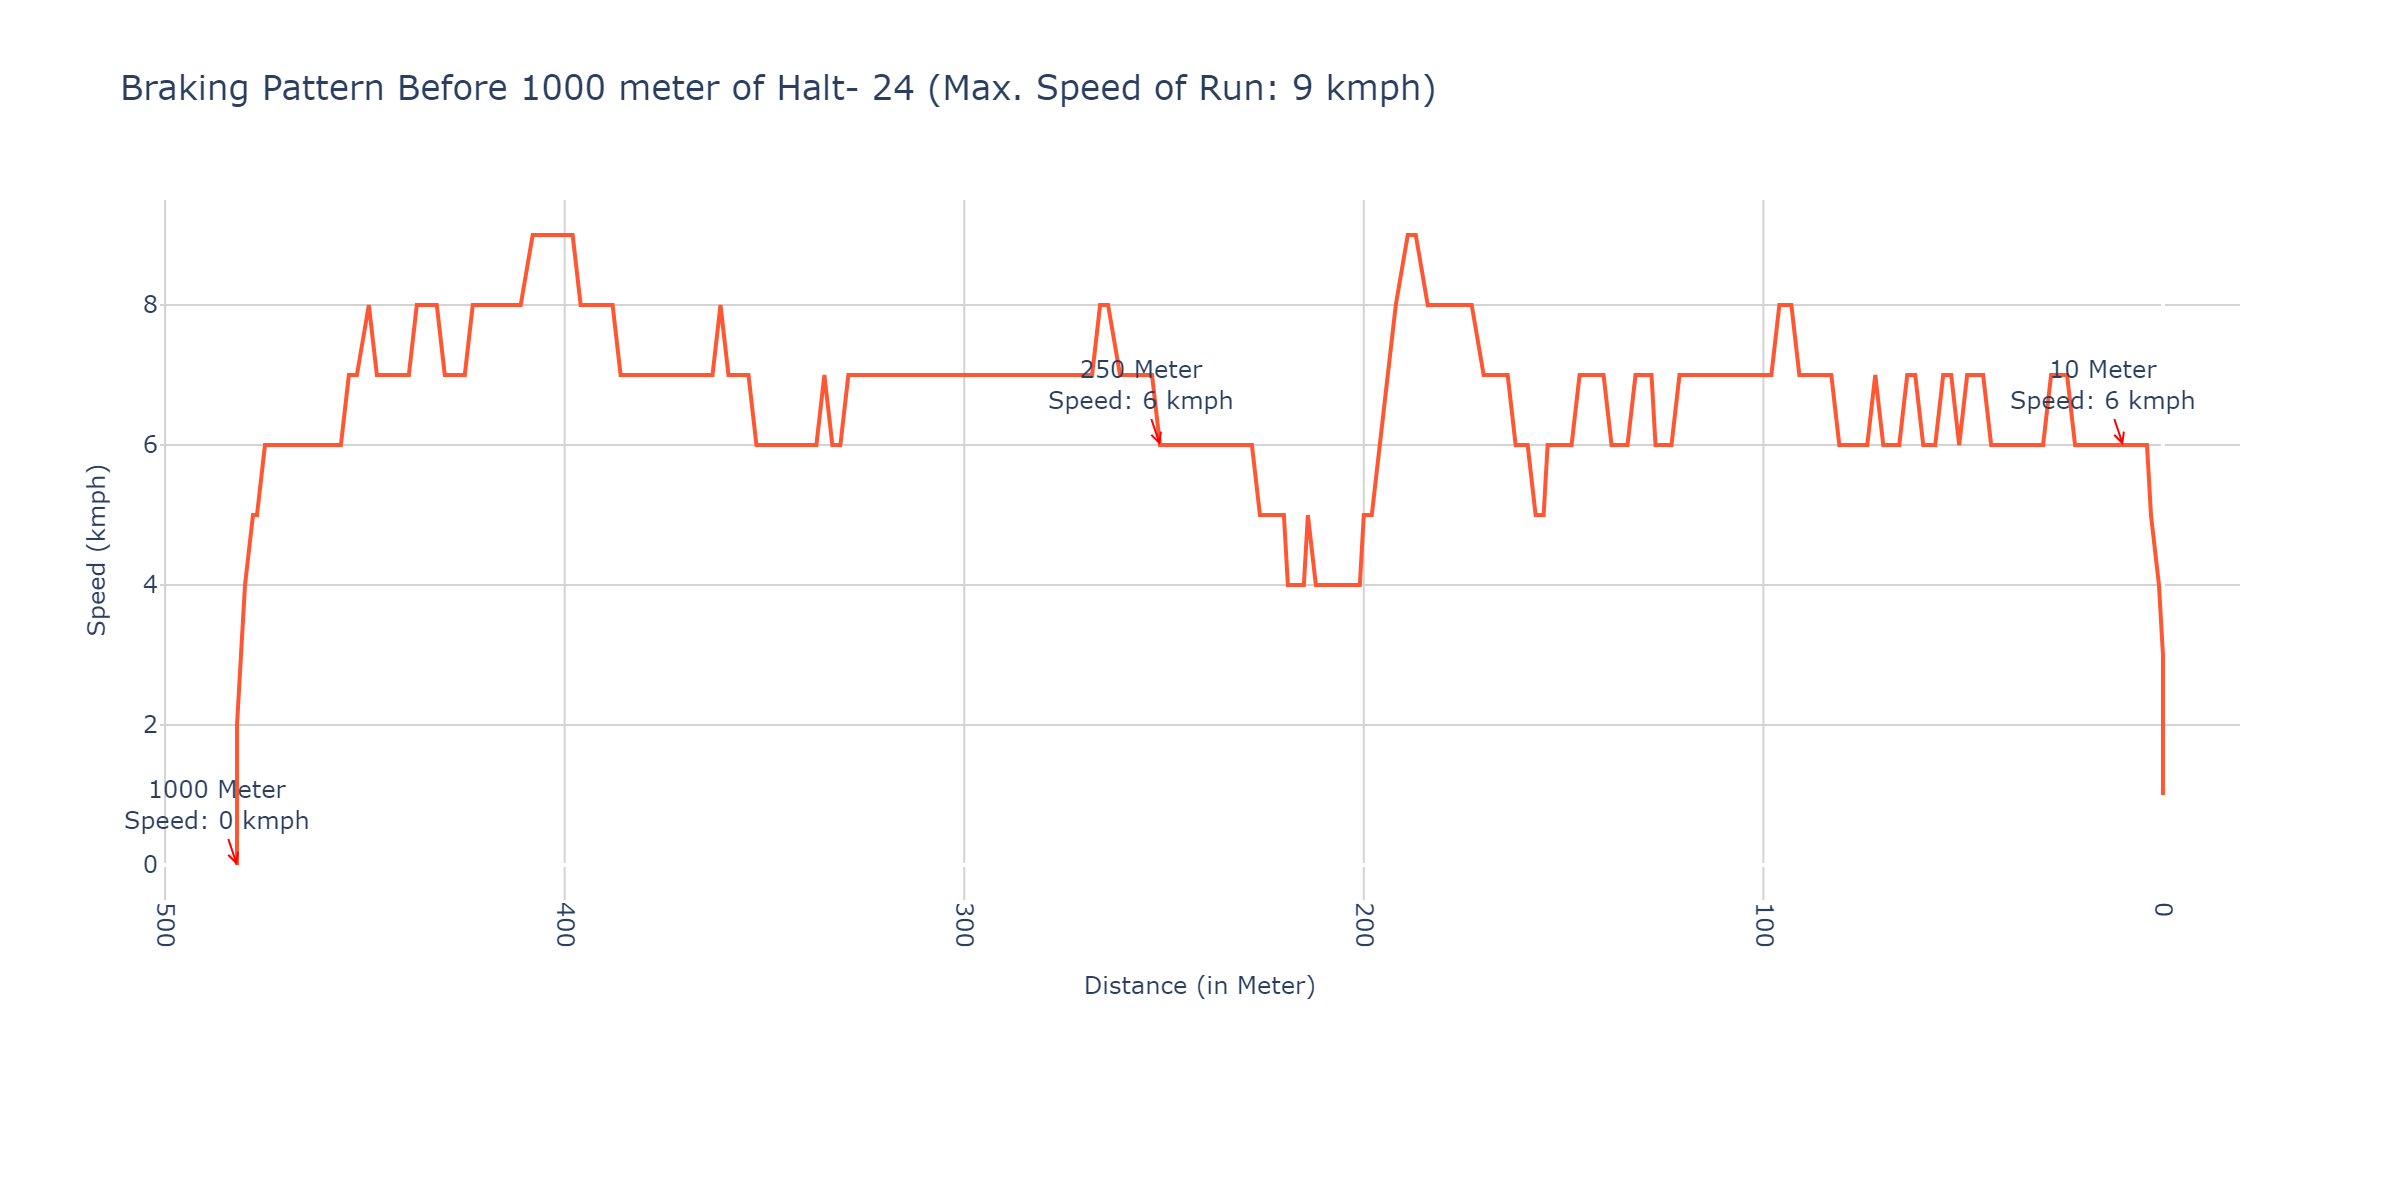 Braking Pattern Before 1000 meter of Halt- 24 (Max. Speed of Run: 9 kmph)
8
6
4
2
0
Speed (kmph)
250 Meter
Speed: 6 kmph
10 Meter
Speed: 6 kmph
1000 Meter
Speed: 0 kmph
500
400
300
200
100
0
Distance (in Meter)